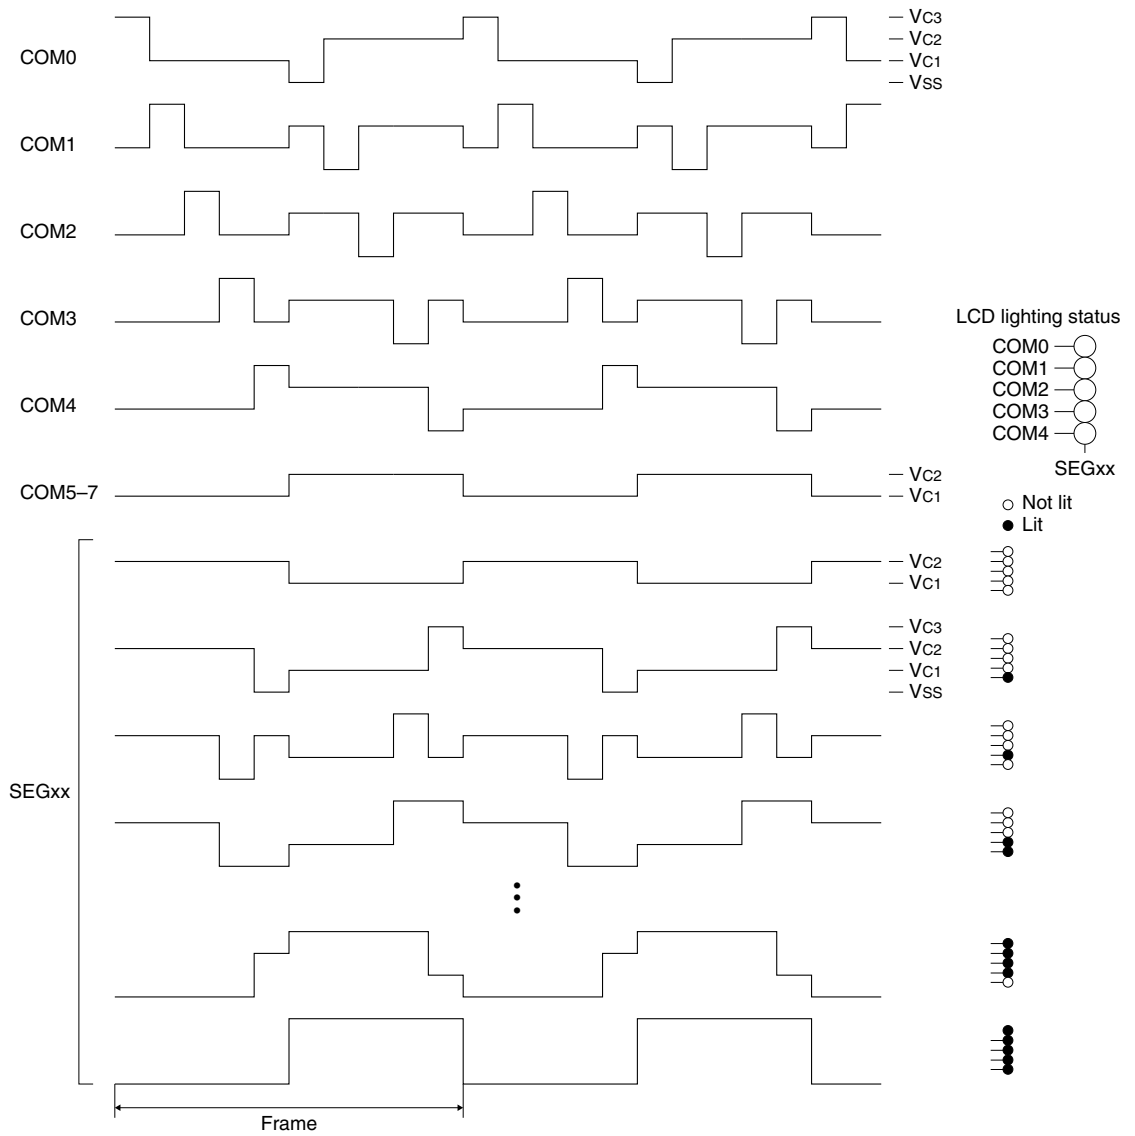 VC3
VC2
COM0
VC1
VSS
COM1
COM2
COM3
LCD lighting status
COM0
COM1
COM2
COM3
COM4
SEGxx
COM4
COM5–7
VC2
VC1
Not lit
Lit
VC2
VC1
VC3
VC2
VC1
VSS
SEGxx
Frame